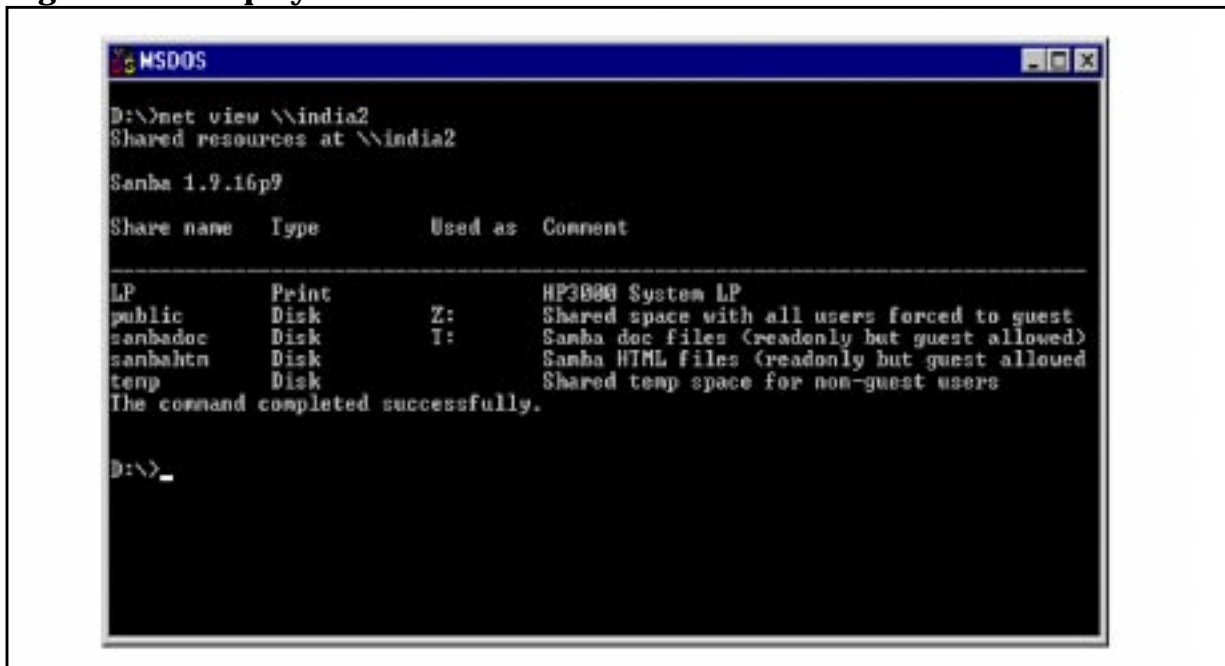 MSDOS
D:\>net view \\india2
Shared resources at \\india2
Samba 1.9.16p9
Share name Type Used as Comment
LP Print HP3000 System LP
public Disk Z: Shared space with all users forced to guest
sambadoc Disk T: Samba doc files (readonly but guest allowed)
sambahtm Disk Samba HTML files (readonly but guest allowed
temp Disk Shared temp space for non-guest users
The command completed successfully.
D:\>_